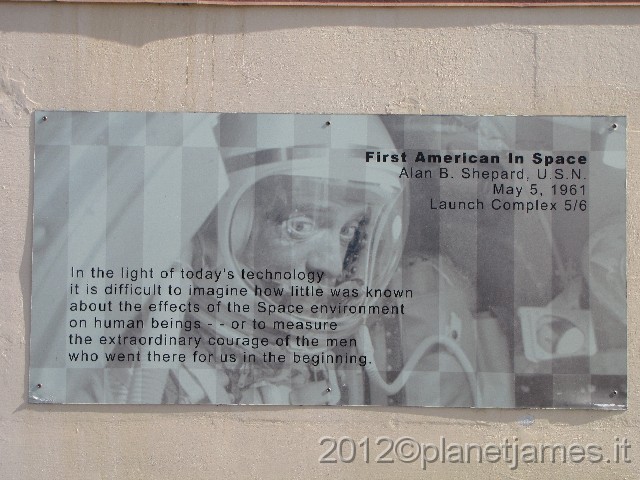 First American In Space
Alan B. Shepard, U.S.N.
May 5, 1961
Launch Complex 5/6
In the light of today's technology
it is difficult to imagine how little was known
about the effects of the Space environment
on human beings - - or to measure
the extraordinary courage of the men
who went there for us in the beginning.
2012©planetjames.it